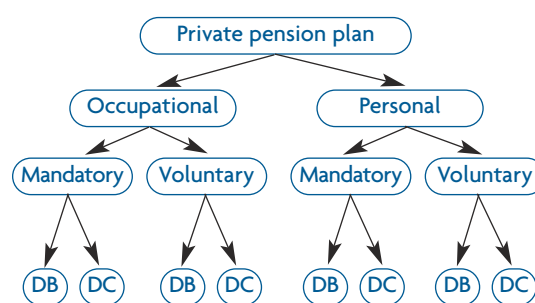 Private pension plan
Occupational Personal
Mandatory Voluntary Mandatory Voluntary
DB DC DB DC DB DC DB DC